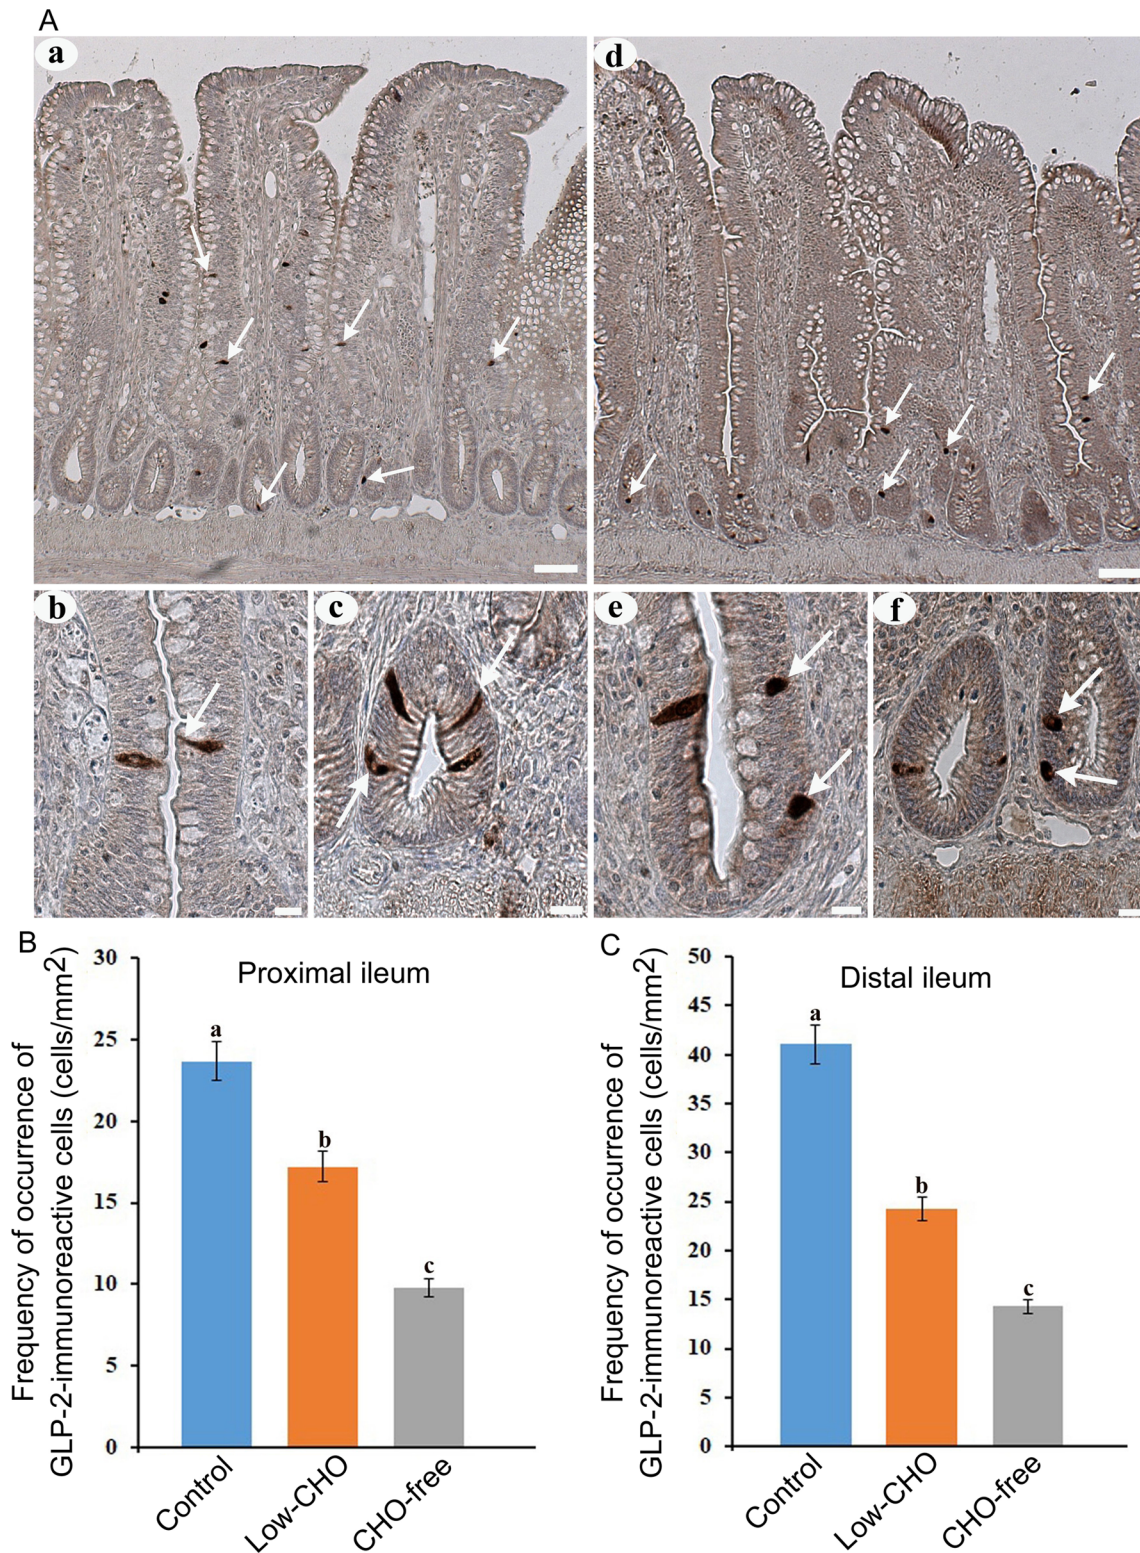 A
a
d
b
c
e
f
B
Proximal ileum
Frequency of occurrence of
GLP-2-immunoreactive cells (cells/mm2)
30
25
20
15
10
5
0
a
b
c
Control
Low-CHO
CHO-free
C
Distal ileum
Frequency of occurrence of
GLP-2-immunoreactive cells (cells/mm2)
50
45
40
35
30
25
20
15
10
5
0
a
b
c
Control
Low-CHO
CHO-free